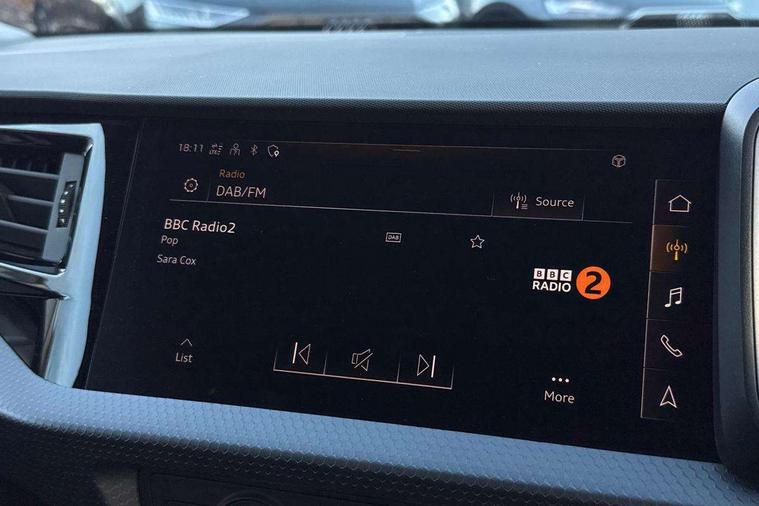 18:11
Radio
DAB/FM
Source
BBC Radio2
Pop
DAB
Sara Cox
BBC
RADIO 2
List
More